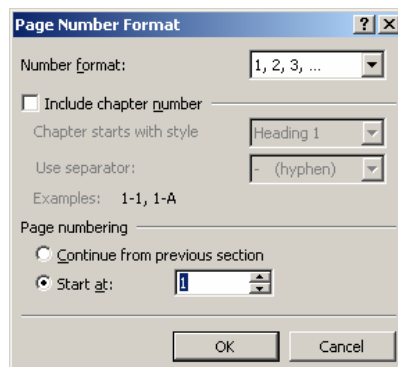 Page Number Format
Number format: 1, 2, 3, ...
Include chapter number
Chapter starts with style Heading 1
Use separator: - (hyphen)
Examples: 1-1, 1-A
Page numbering
Continue from previous section
Start at: 1
OK Cancel